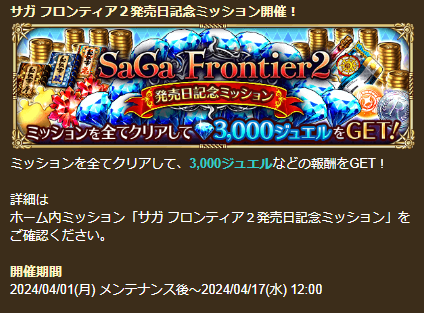 サガ フロンティア２発売日記念ミッション開催！
SaGa Frontier2
発売日記念ミッション
ミッションを全てクリアして3,000ジュエルをGET!
ミッションを全てクリアして、3,000ジュエルなどの報酬をGET！
詳細は
ホーム内ミッション「サガ フロンティア２発売日記念ミッション」を
ご確認ください。
開催期間
2024/04/01(月) メンテナンス後～2024/04/17(水) 12:00